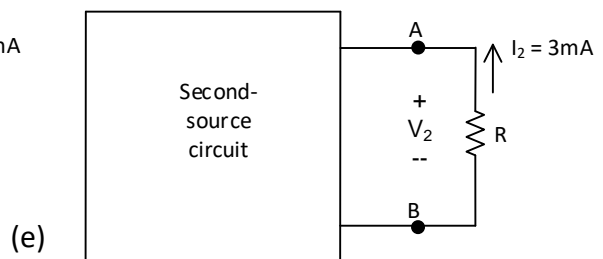 mA
A
I₂ = 3mA
Second-
source
circuit
+
V₂
--
R
B
(e)